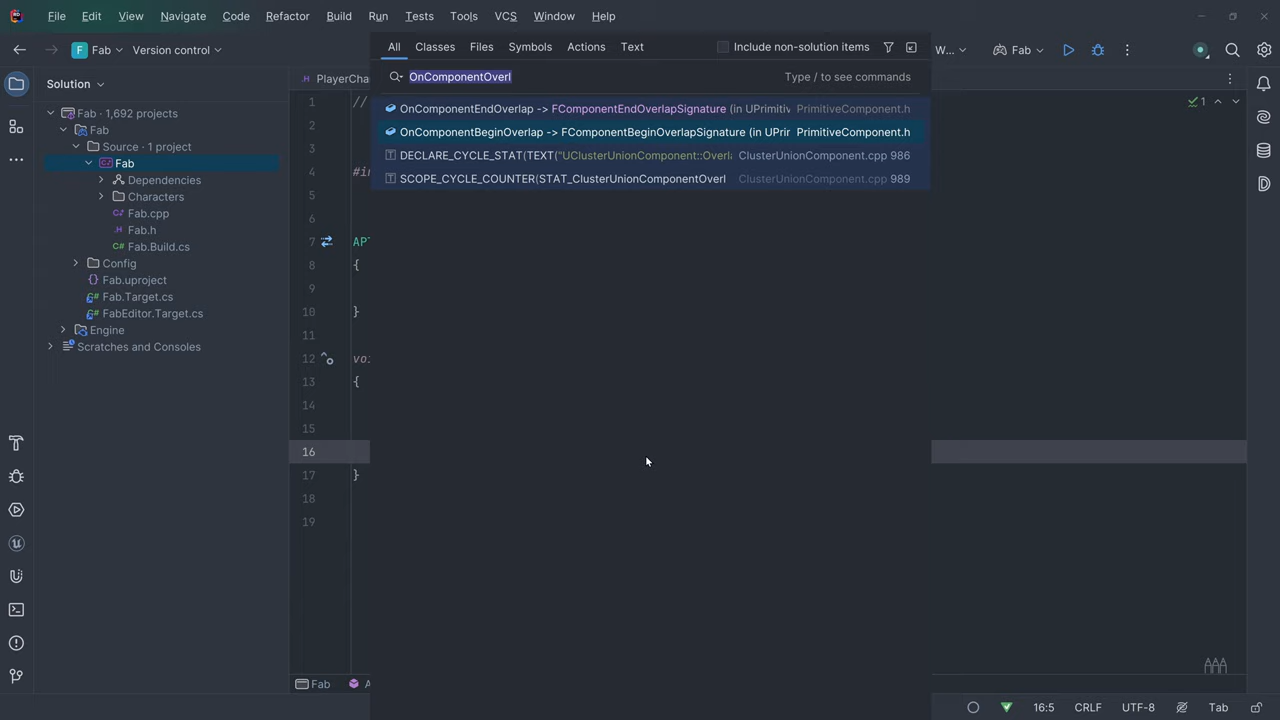 File Edit View Navigate Code Refactor Build Run Tests Tools VCS Window Help
F Fab Version control
W... Fab
All Classes Files Symbols Actions Text Include non-solution items
OnComponentOverl Type / to see commands
OnComponentEndOverlap -> FComponentEndOverlapSignature (in UPrimitiv PrimitiveComponent.h
OnComponentBeginOverlap -> FComponentBeginOverlapSignature (in UPrir PrimitiveComponent.h
DECLARE_CYCLE_STAT(TEXT("UClusterUnionComponent::Overla ClusterUnionComponent.cpp 986
SCOPE_CYCLE_COUNTER(STAT_ClusterUnionComponentOverl ClusterUnionComponent.cpp 989
Solution
Fab · 1,692 projects
Fab
Source · 1 project
Fab
Dependencies
Characters
Fab.cpp
Fab.h
Fab.Build.cs
Config
Fab.uproject
Fab.Target.cs
FabEditor.Target.cs
Engine
Scratches and Consoles
PlayerCha
1 //
2
3
4 #in
5
6
7 APT
8 {
9
10 }
11
12 voi
13 {
14
15
16
17 }
18
19
1
Fab A
16:5 CRLF UTF-8 Tab